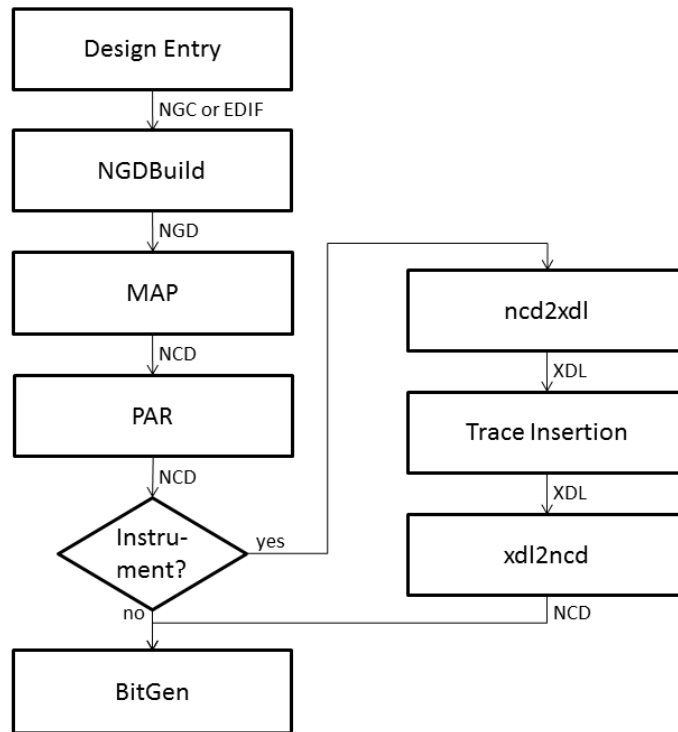 Design Entry
NGC or EDIF
NGDBuild
NGD
MAP
NCD
PAR
NCD
Instru-
ment?
yes
no
BitGen
ncd2xdl
XDL
Trace Insertion
XDL
xdl2ncd
NCD